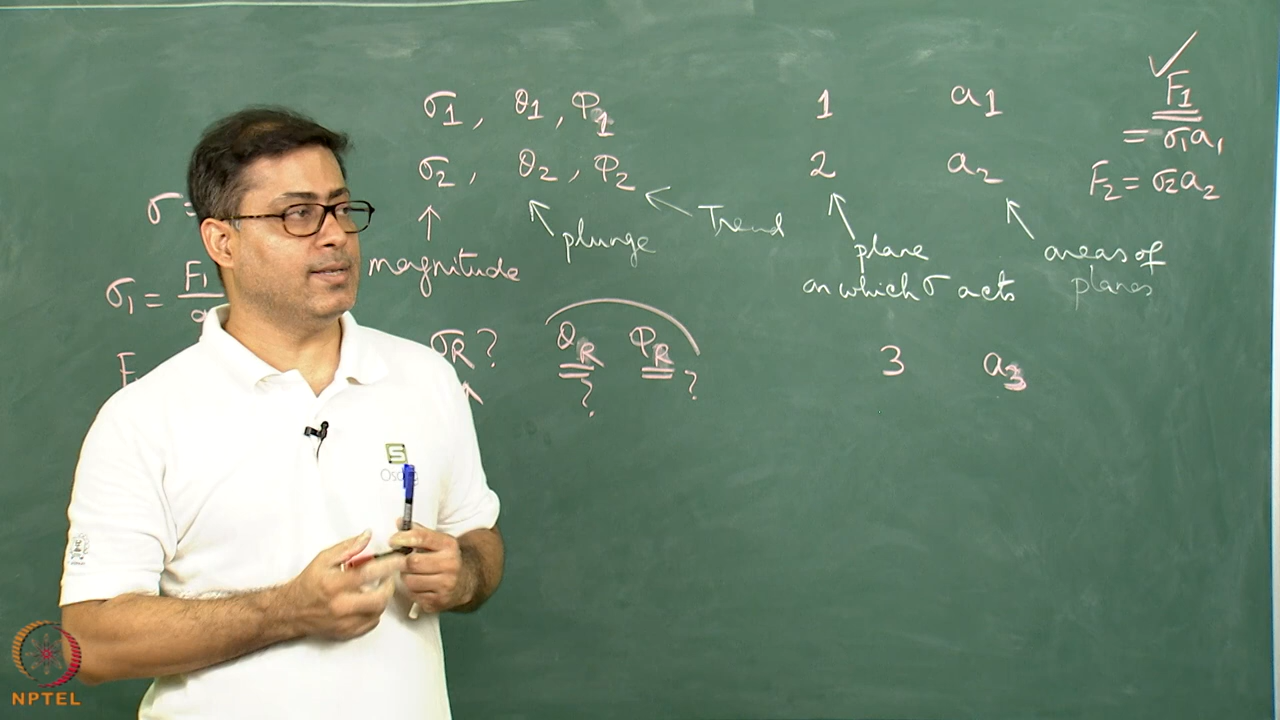 σ1, θ1, φ1 1 a1 F1
= σ1a1
σ2, θ2, φ2 2 a2 F2 = σ2a2
σ=
↑ magnitude plunge Trend plane on which σ acts areas of planes
σ1 = F1
σR? θR ? φR ? 3 a3
F
S
NPTEL